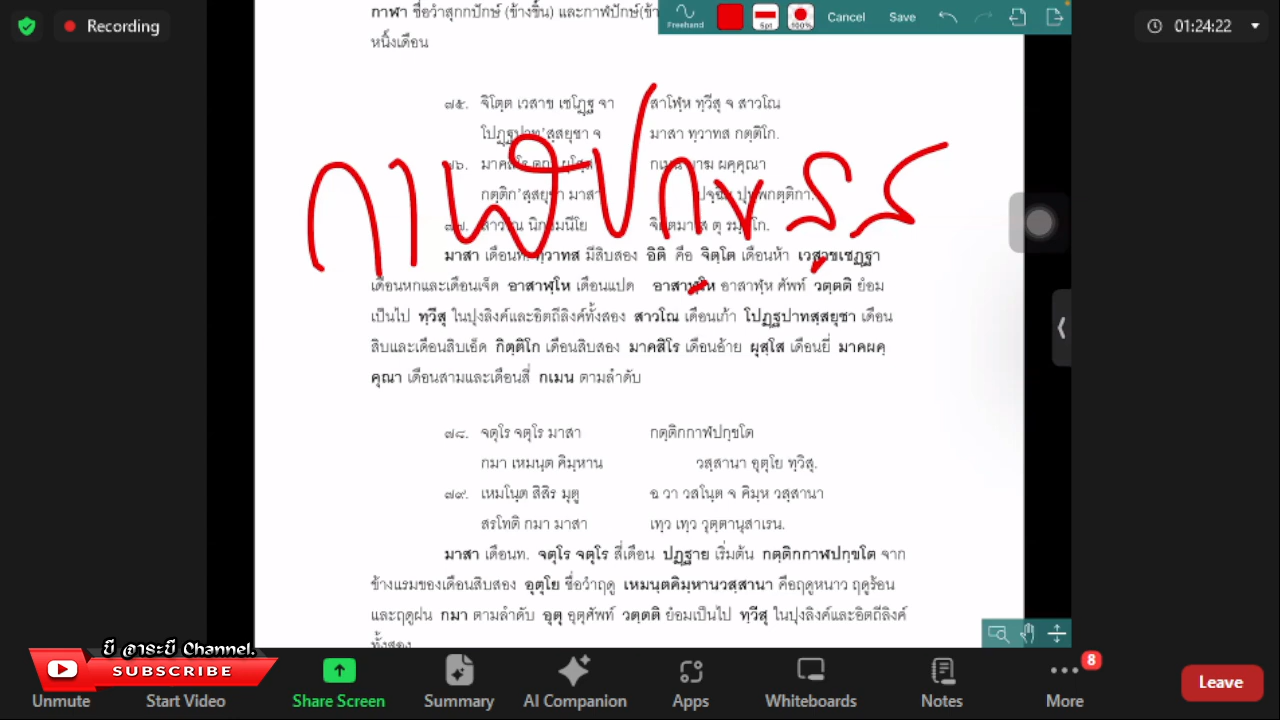 Recording
กาฬา ชื่อว่าสุกกปักษ์ (ข้างขึ้น) และกาฬปักษ์(ข้า
Freehand
6pt
100%
Cancel
Save
01:24:22
หนึ่งเดือน
๗๕. จิโตฺต เวสาข เชโฏฺฐ จา สาโฬฺห ทฺวีสุ จ สาวโณ
โปฏฺฐปาท'สฺสยุชา จ มาสา ทฺวาทส กตฺติโก.
๗๖. กเมน มาฆ ผคฺคุณา
กตฺติก'สฺสยุชา มาสา ปจฺฉิม ปุพฺพกตฺติกา.
๗๗. สาวโณ
มาสา เดือนท. ทฺวาทส มีสิบสอง อิติ คือ จิตฺโต เดือนห้า เวสาขเชฏฺฐา
เดือนหกและเดือนเจ็ด อาสาฬฺโห เดือนแปด อาสาฬฺโห อาสาฬฺห ศัพท์ วตฺตติ ย่อม
เป็นไป ทฺวีสุ ในปุงลิงค์และอิตถีลิงค์ทั้งสอง สาวโณ เดือนเก้า โปฏฺฐปาทสฺสยุชา เดือน
สิบและเดือนสิบเอ็ด กิตฺติโก เดือนสิบสอง มาคสิโร เดือนอ้าย ผุสฺโส เดือนยี่ มาคผคฺ
คุณา เดือนสามและเดือนสี่ กเมน ตามลำดับ
๗๘. จตุโร จตุโร มาสา กตฺติกกาฬปกฺขโต
กมา เหมนฺต คิมฺหาน วสฺสานา อุตุโย ทฺวิสุ.
๗๙. เหมโนฺต สิสิร มุตู ฉ วา วสโนฺต จ คิมฺห วสฺสานา
สรโทติ กมา มาสา เทฺว เทฺว วุตฺตานุสาเรน.
มาสา เดือนท. จตุโร จตุโร สี่เดือน ปฏฺฐาย เริ่มต้น กตฺติกกาฬปกฺขโต จาก
ข้างแรมของเดือนสิบสอง อุตุโย ชื่อว่าฤดู เหมนฺตคิมฺหานวสฺสานา คือฤดูหนาว ฤดูร้อน
และฤดูฝน กมา ตามลำดับ อุตุ อุตุศัพท์ วตฺตติ ย่อมเป็นไป ทฺวีสุ ในปุงลิงค์และอิตถีลิงค์
ทั้งสอง
บี อาระบี Channel.
SUBSCRIBE
Unmute
Start Video
Share Screen
Summary
AI Companion
Apps
Whiteboards
Notes
8
More
Leave